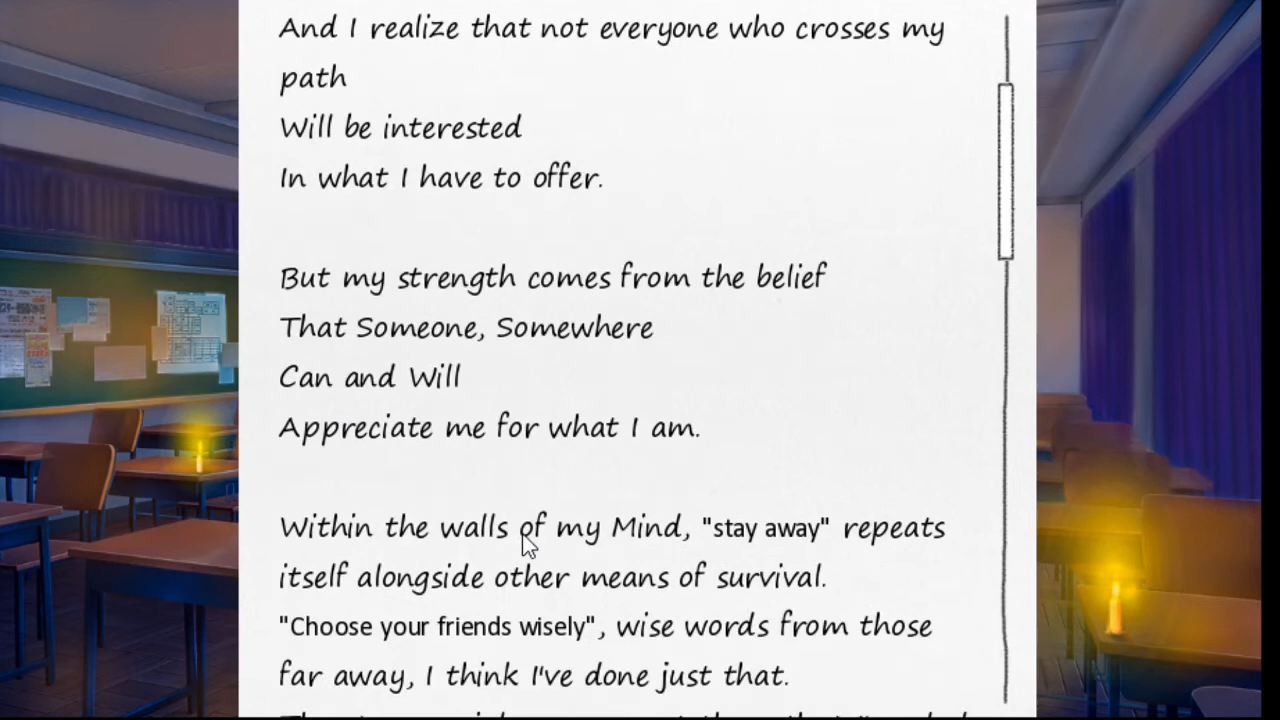 And I realize that not everyone who crosses my
path
Will be interested
In what I have to offer.
But my strength comes from the belief
That Someone, Somewhere
Can and Will
Appreciate me for what I am.
Within the walls of my Mind, "stay away" repeats
itself alongside other means of survival.
"Choose your friends wisely", wise words from those
far away, I think I've done just that.